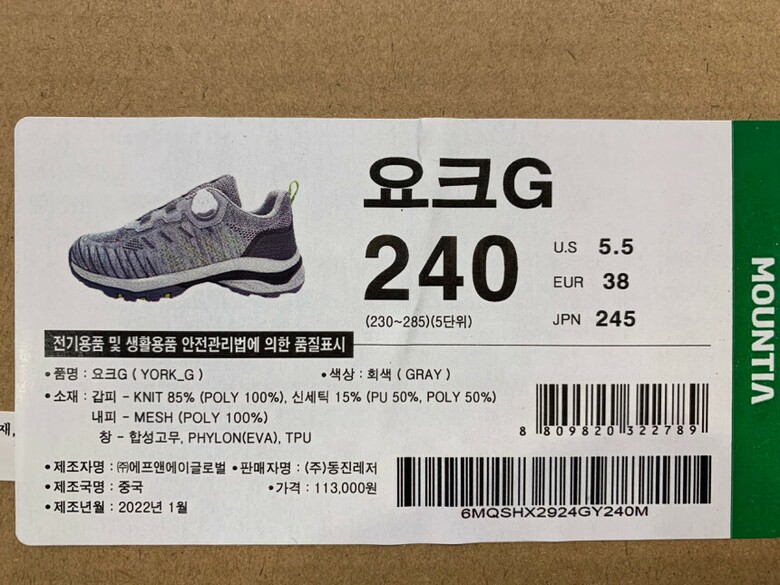 요크G
240
(230~285)(5단위)
U.S 5.5
EUR 38
JPN 245
MOUNTIA
전기용품 및 생활용품 안전관리법에 의한 품질표시
•품명 : 요크G ( YORK_G ) •색상 : 회색 ( GRAY )
•소재 : 갑피 – KNIT 85% (POLY 100%), 신세틱 15% (PU 50%, POLY 50%)
내피 – MESH (POLY 100%)
창 – 합성고무, PHYLON(EVA), TPU
•제조자명 : ㈜에프앤에이글로벌 •판매자명 : (주)동진레저
•제조국명 : 중국 •가격 : 113,000원
•제조년월 : 2022년 1월
8 809820 322789
6MQSHX2924GY240M